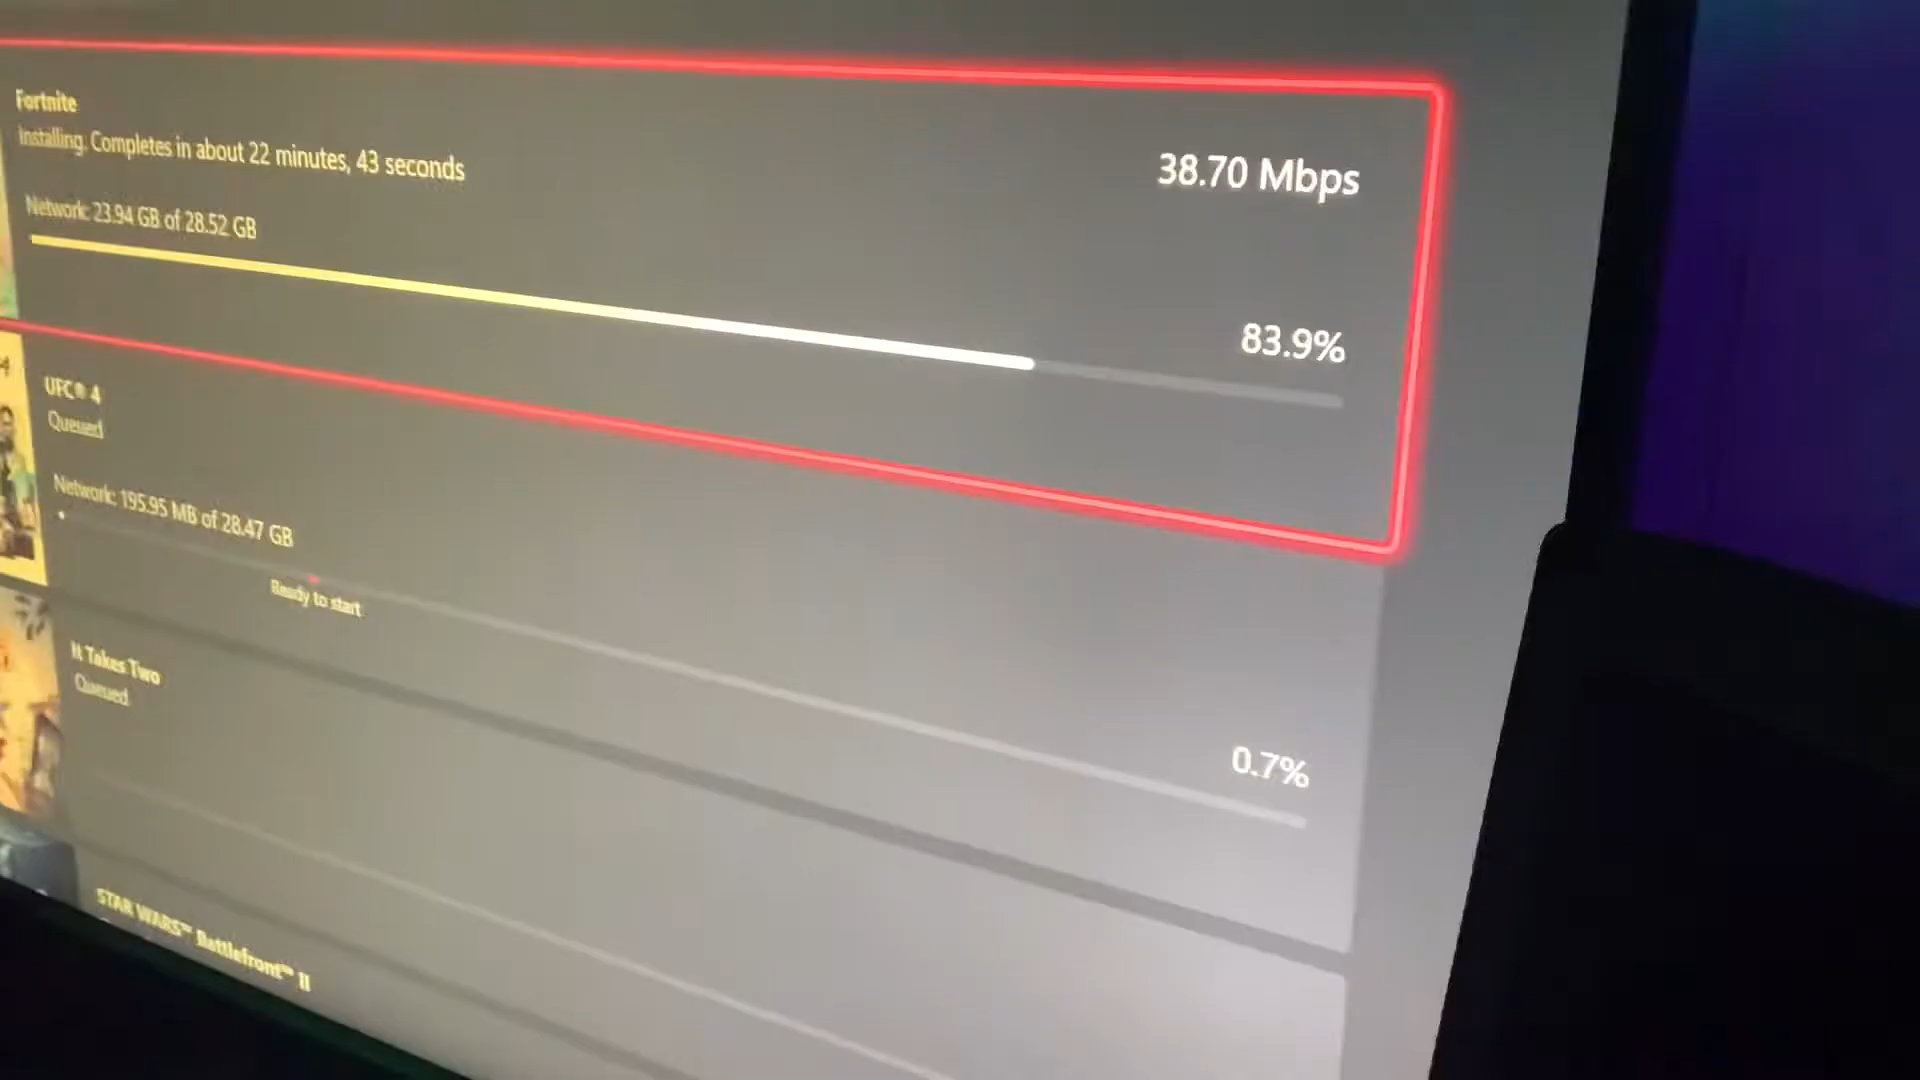 Fortnite
Installing. Completes in about 22 minutes, 43 seconds
38.70 Mbps
Network: 23.94 GB of 28.52 GB
83.9%
UFC® 4
Queued
Network: 195.95 MB of 28.47 GB
Ready to start
0.7%
It Takes Two
Queued
STAR WARS™ Battlefront™ II